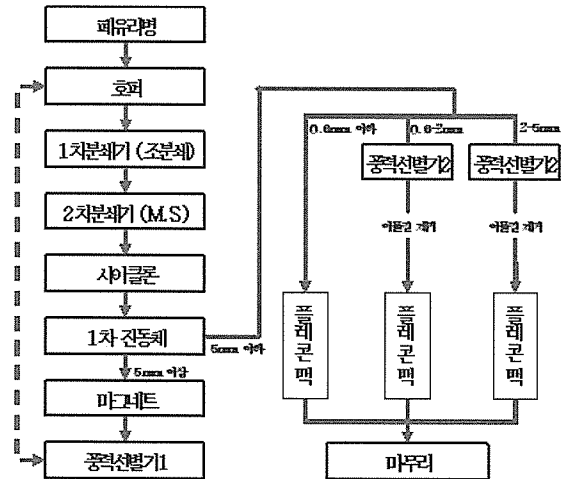 폐유리병
호퍼
1차분쇄기 (조분쇄)
2차분쇄기 (M.S)
사이클론
1차 진동체
5mm 이하
5mm 이상
마그네트
풍력선별기1
0.6mm 이하
0.6-2mm
2-5mm
풍력선별기2
풍력선별기2
이물질 제거
이물질 제거
플레콘팩
플레콘팩
플레콘팩
마무리